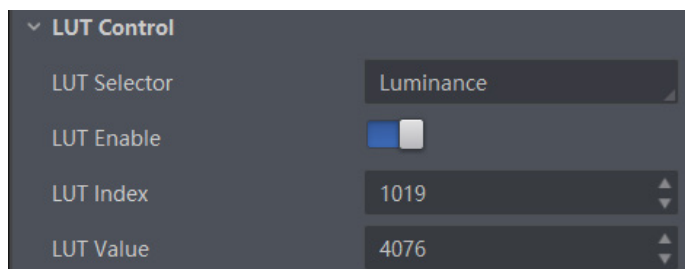 LUT Control
LUT Selector Luminance
LUT Enable
LUT Index 1019
LUT Value 4076